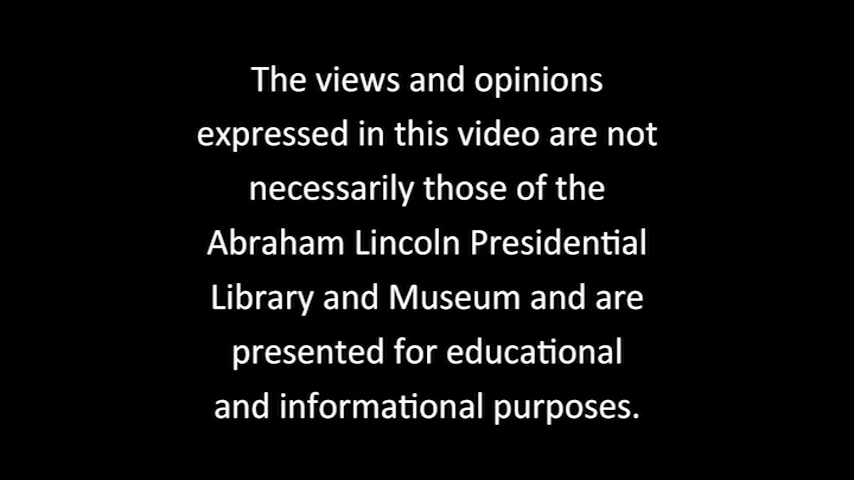 The views and opinions
expressed in this video are not
necessarily those of the
Abraham Lincoln Presidential
Library and Museum and are
presented for educational
and informational purposes.